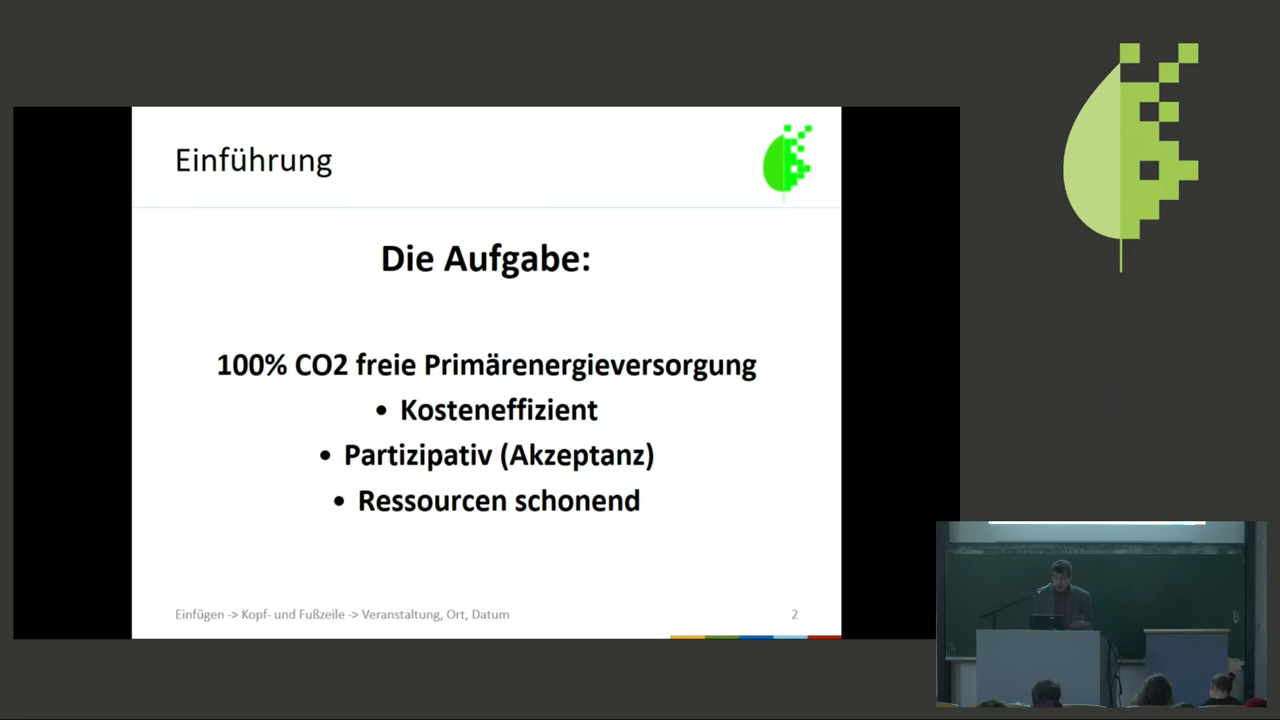 Einführung
Die Aufgabe:
100% CO2 freie Primärenergieversorgung
• Kosteneffizient
• Partizipativ (Akzeptanz)
• Ressourcen schonend
Einfügen -> Kopf- und Fußzeile -> Veranstaltung, Ort, Datum
2